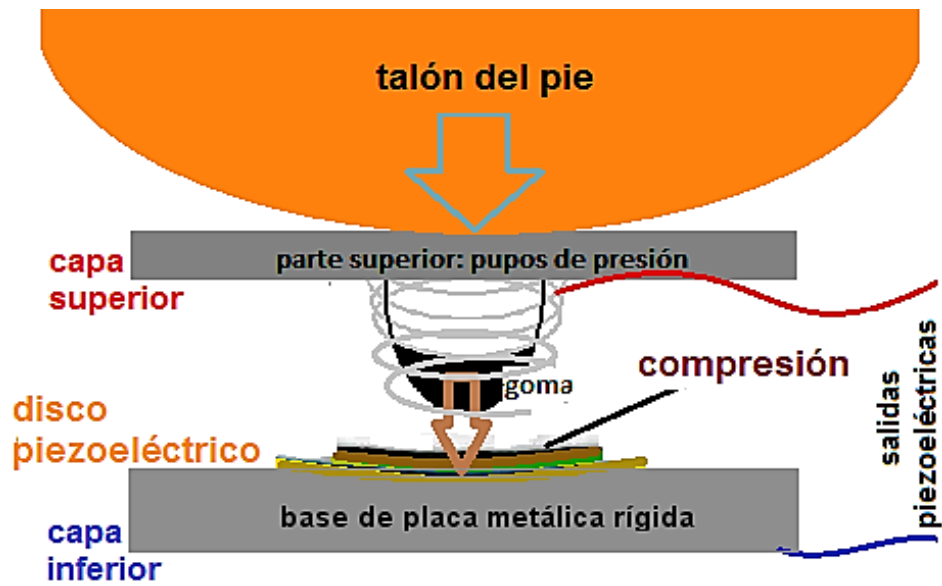 talón del pie
capa
superior
parte superior: pupos de presión
goma
compresión
disco
piezoeléctrico
salidas
piezoeléctricas
base de placa metálica rígida
capa
inferior